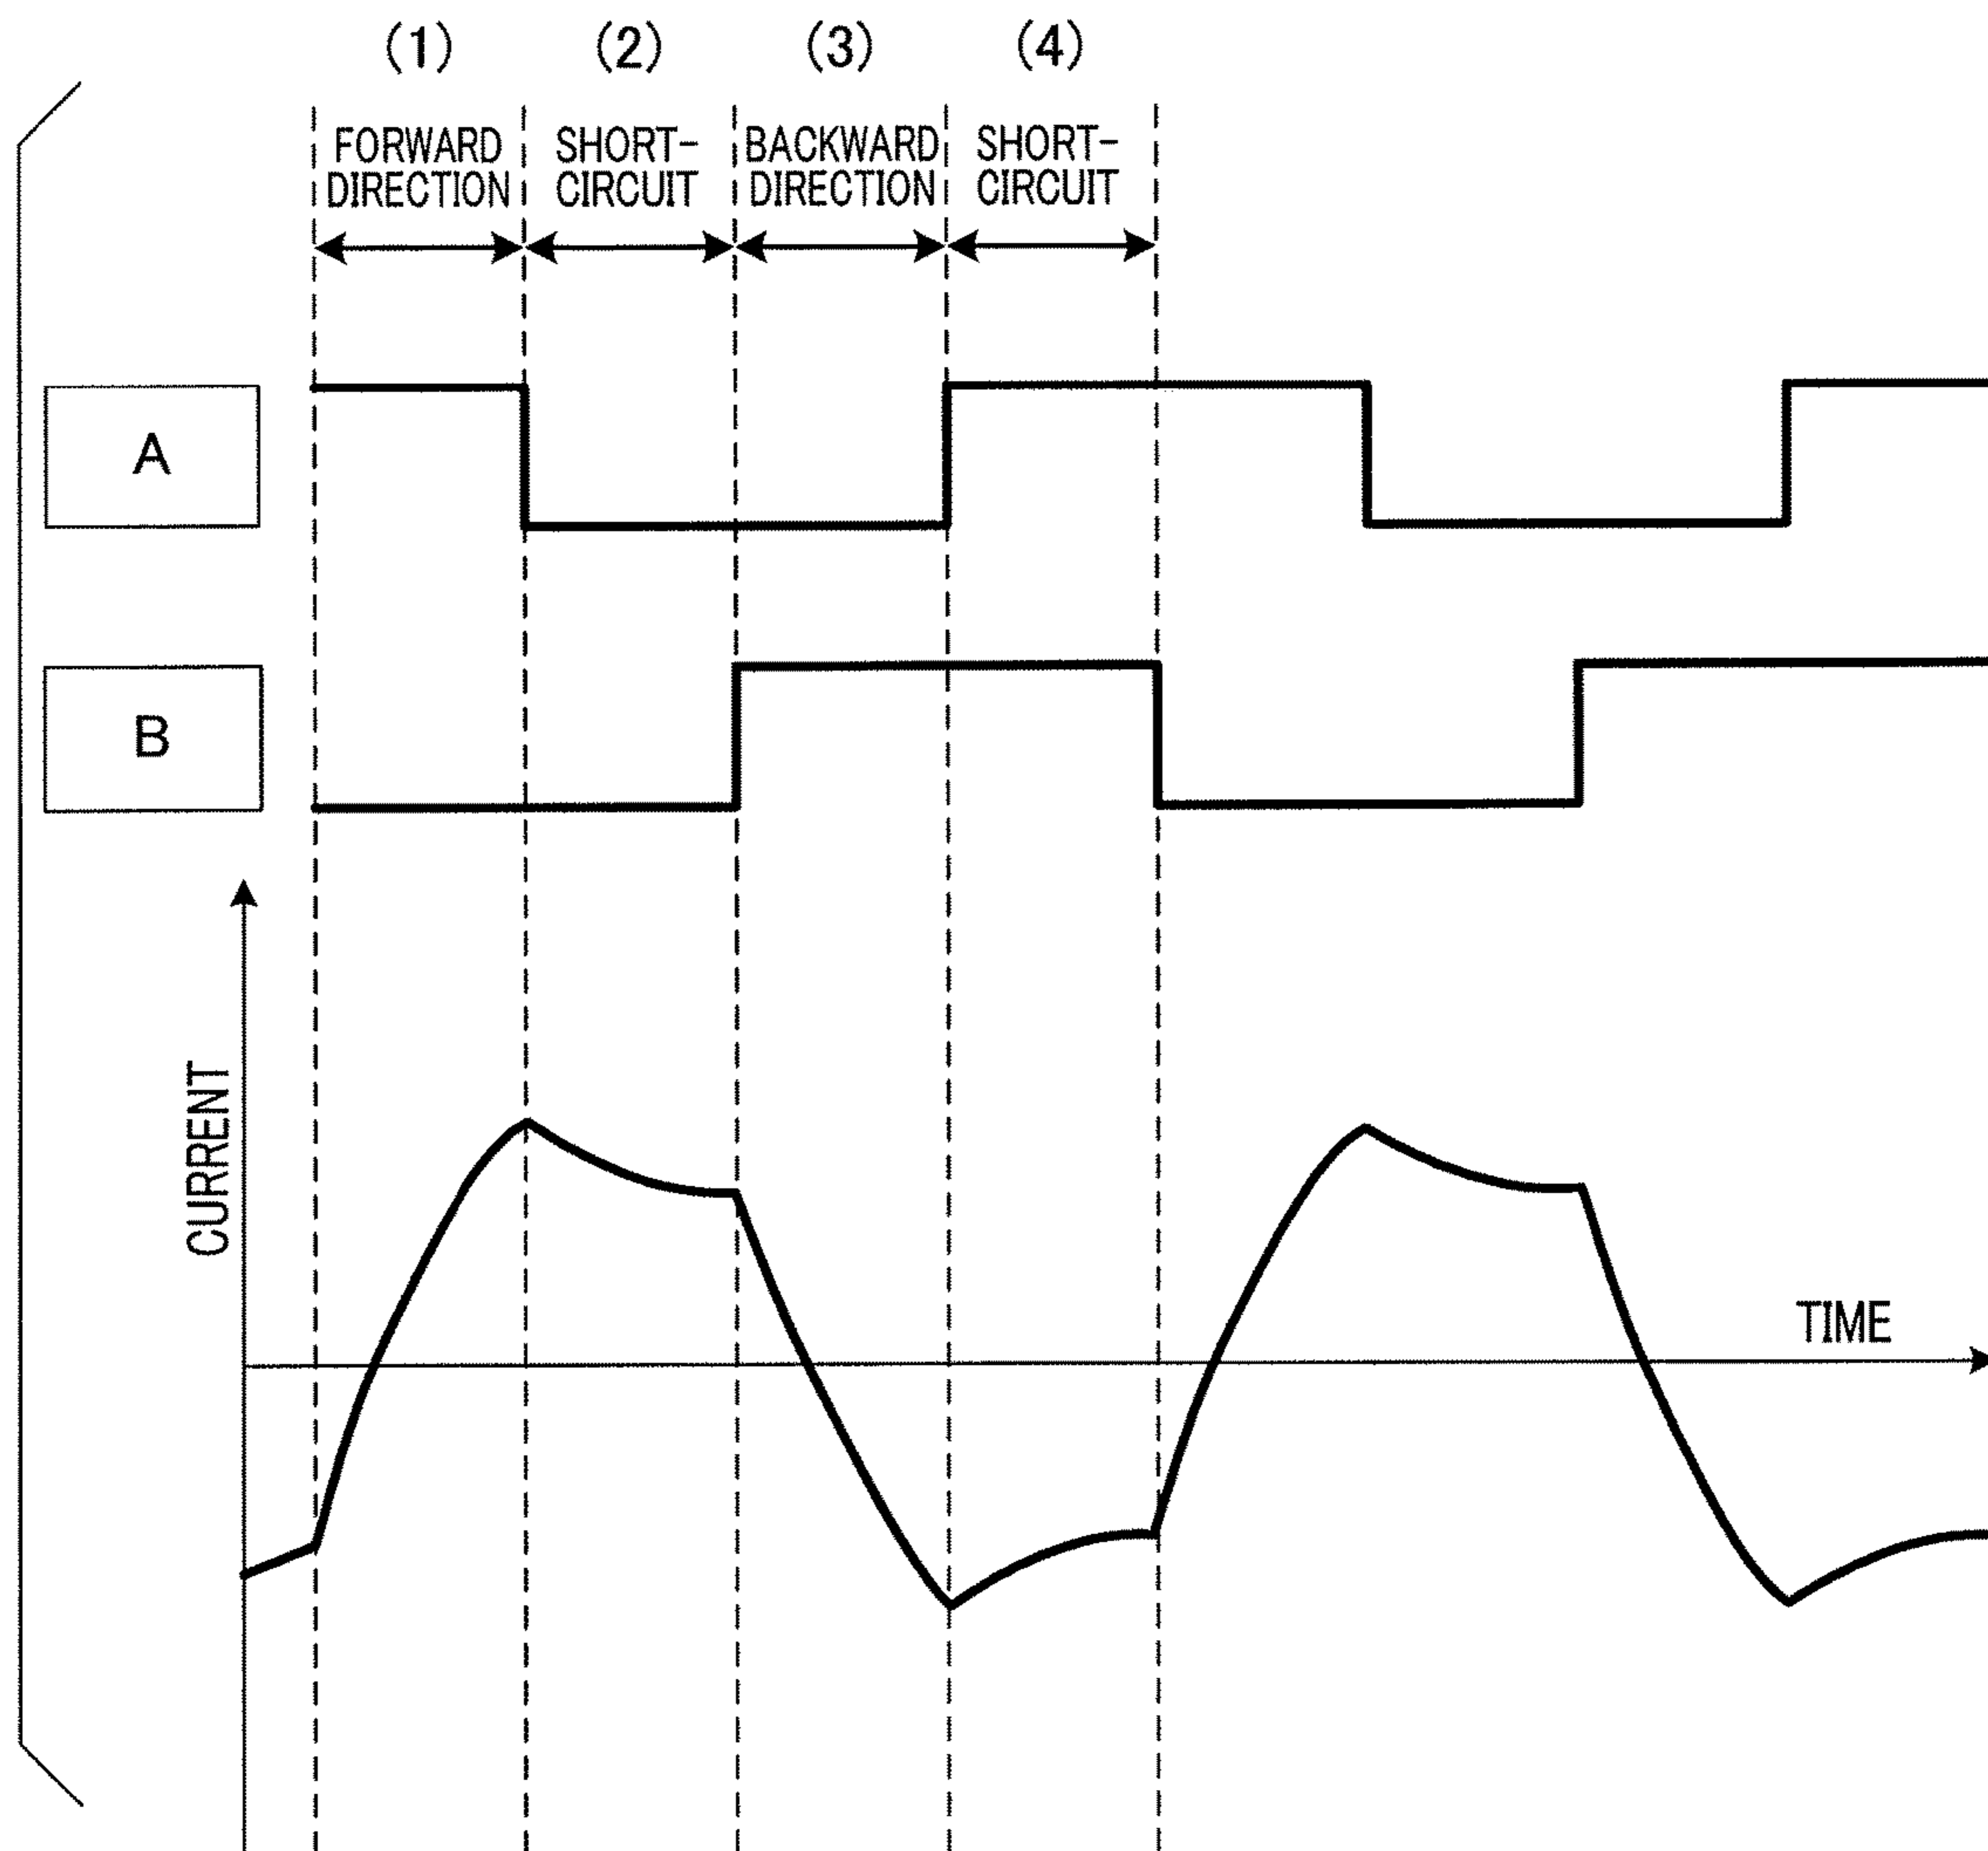 (1) (2) (3) (4)
FORWARD DIRECTION
SHORT-CIRCUIT
BACKWARD DIRECTION
SHORT-CIRCUIT
A
B
CURRENT
TIME